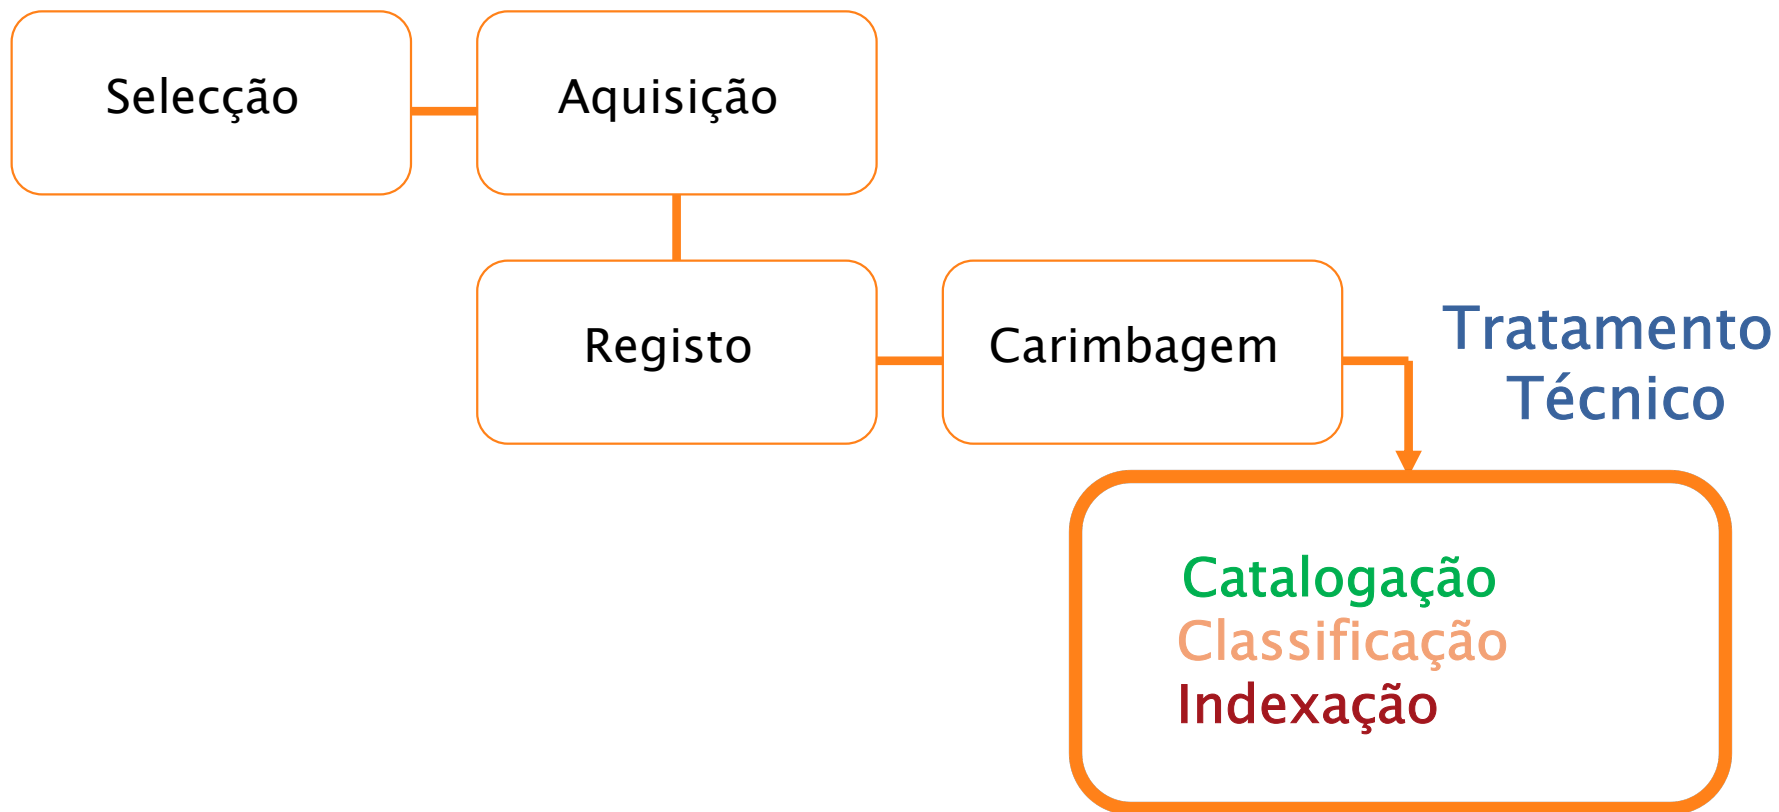 Selecção
Aquisição
Registo
Carimbagem
Tratamento
Técnico
Catalogação
Classificação
Indexação